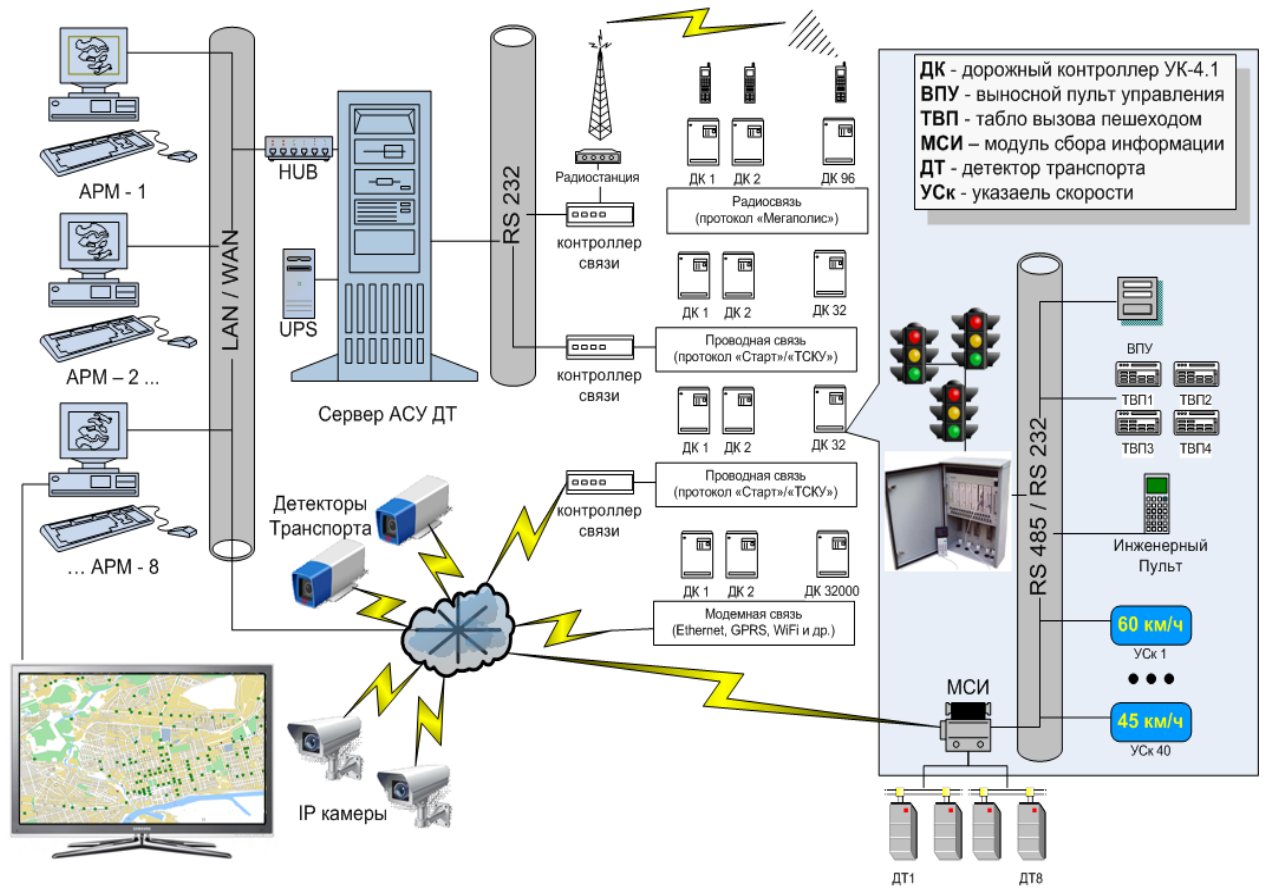 АРМ - 1
АРМ – 2 ...
... АРМ - 8
LAN / WAN
HUB
UPS
Сервер АСУ ДТ
RS 232
Радиостанция
контроллер
связи
ДК 1
ДК 2
ДК 96
Радиосвязь
(протокол «Мегаполис»)
ДК 1
ДК 2
ДК 32
контроллер
связи
Проводная связь
(протокол «Старт»/«ТСКУ»)
ДК 1
ДК 2
ДК 32
контроллер
связи
Проводная связь
(протокол «Старт»/«ТСКУ»)
ДК 1
ДК 2
ДК 32000
Модемная связь
(Ethernet, GPRS, WiFi и др.)
Детекторы
Транспорта
IP камеры
ДК - дорожный контроллер УК-4.1
ВПУ - выносной пульт управления
ТВП - табло вызова пешеходом
МСИ – модуль сбора информации
ДТ - детектор транспорта
УСк - указаель скорости
RS 485 / RS 232
ВПУ
ТВП1
ТВП2
ТВП3
ТВП4
Инженерный
Пульт
60 км/ч
УСк 1
45 км/ч
УСк 40
МСИ
ДТ1
ДТ8